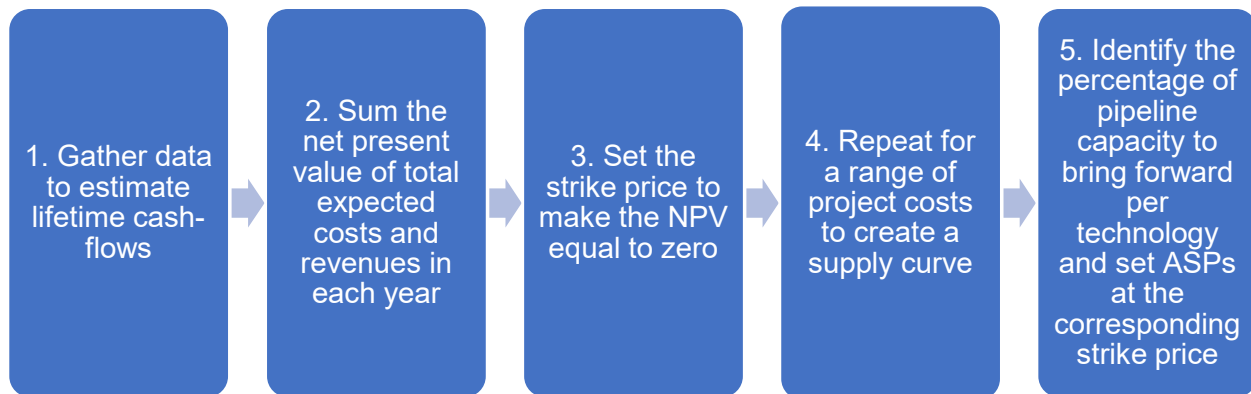 1. Gather data
to estimate
lifetime cash-
flows
2. Sum the
net present
value of total
expected
costs and
revenues in
each year
3. Set the
strike price to
make the NPV
equal to zero
4. Repeat for
a range of
project costs
to create a
supply curve
5. Identify the
percentage of
pipeline
capacity to
bring forward
per
technology
and set ASPs
at the
corresponding
strike price